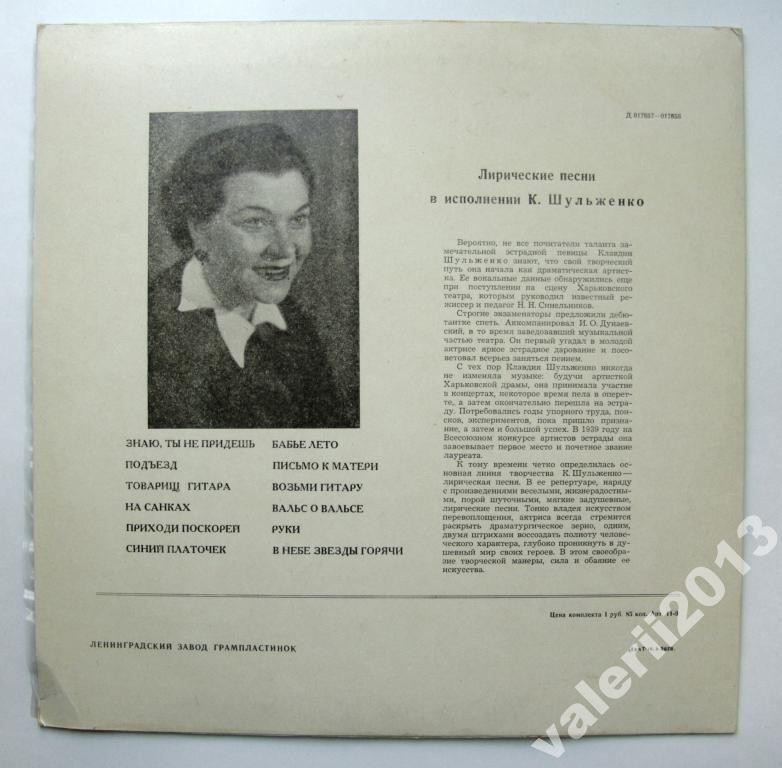 Д 017657—017658
Лирические песни
в исполнении К. Шульженко
Вероятно, не все почитатели таланта за-
мечательной эстрадной певицы Клавдии
Шульженко знают, что свой творческий
путь она начала как драматическая артист-
ка. Ее вокальные данные обнаружились еще
при поступлении на сцену Харьковского
театра, которым руководил известный ре-
жиссер и педагог Н. Н. Синельников.
Строгие экзаменаторы предложили дебю-
тантке спеть. Аккомпанировал И. О. Дунаев-
ский, в то время заведовавший музыкальной
частью театра. Он первый угадал в молодой
актрисе яркое эстрадное дарование и посо-
ветовал всерьез заняться пением.
С тех пор Клавдия Шульженко никогда
не изменяла музыке: будучи артисткой
Харьковской драмы, она принимала участие
в концертах, некоторое время пела в оперет-
те, а затем окончательно перешла на эстра-
ду. Потребовались годы упорного труда, пои-
сков, экспериментов, пока пришло призна-
ние, а затем и большой успех. В 1939 году на
Всесоюзном конкурсе артистов эстрады она
завоевывает первое место и почетное звание
лауреата.
К тому времени четко определилась ос-
новная линия творчества К. Шульженко—
лирическая песня. В ее репертуаре, наряду
с произведениями веселыми, жизнерадостны-
ми, порой шуточными, мягкие задушевные,
лирические песни. Тонко владея искусством
перевоплощения, актриса всегда стремится
раскрыть драматургическое зерно, одним,
двумя штрихами воссоздать полноту челове-
ческого характера, глубоко проникнуть в ду-
шевный мир своих героев. В этом своеобра-
зие творческой манеры, сила и обаяние ее
искусства.
ЗНАЮ, ТЫ НЕ ПРИДЕШЬ
ПОДЪЕЗД
ТОВАРИЩ ГИТАРА
НА САНКАХ
ПРИХОДИ ПОСКОРЕЙ
СИНИЙ ПЛАТОЧЕК
БАБЬЕ ЛЕТО
ПИСЬМО К МАТЕРИ
ВОЗЬМИ ГИТАРУ
ВАЛЬС О ВАЛЬСЕ
РУКИ
В НЕБЕ ЗВЕЗДЫ ГОРЯЧИ
Цена комплекта 1 руб. 85 коп.
ЛЕНИНГРАДСКИЙ ЗАВОД ГРАМПЛАСТИНОК
valerii2013